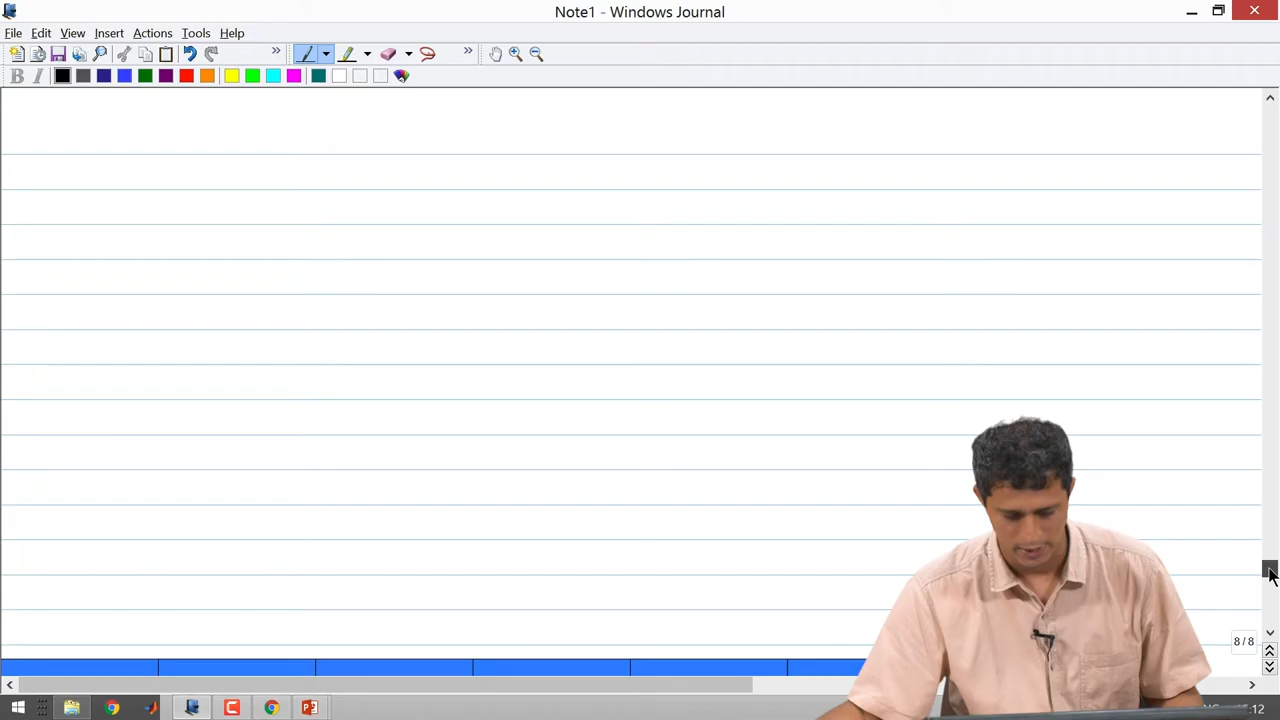 Note1 - Windows Journal
File Edit View Insert Actions Tools Help
B I
8 / 8